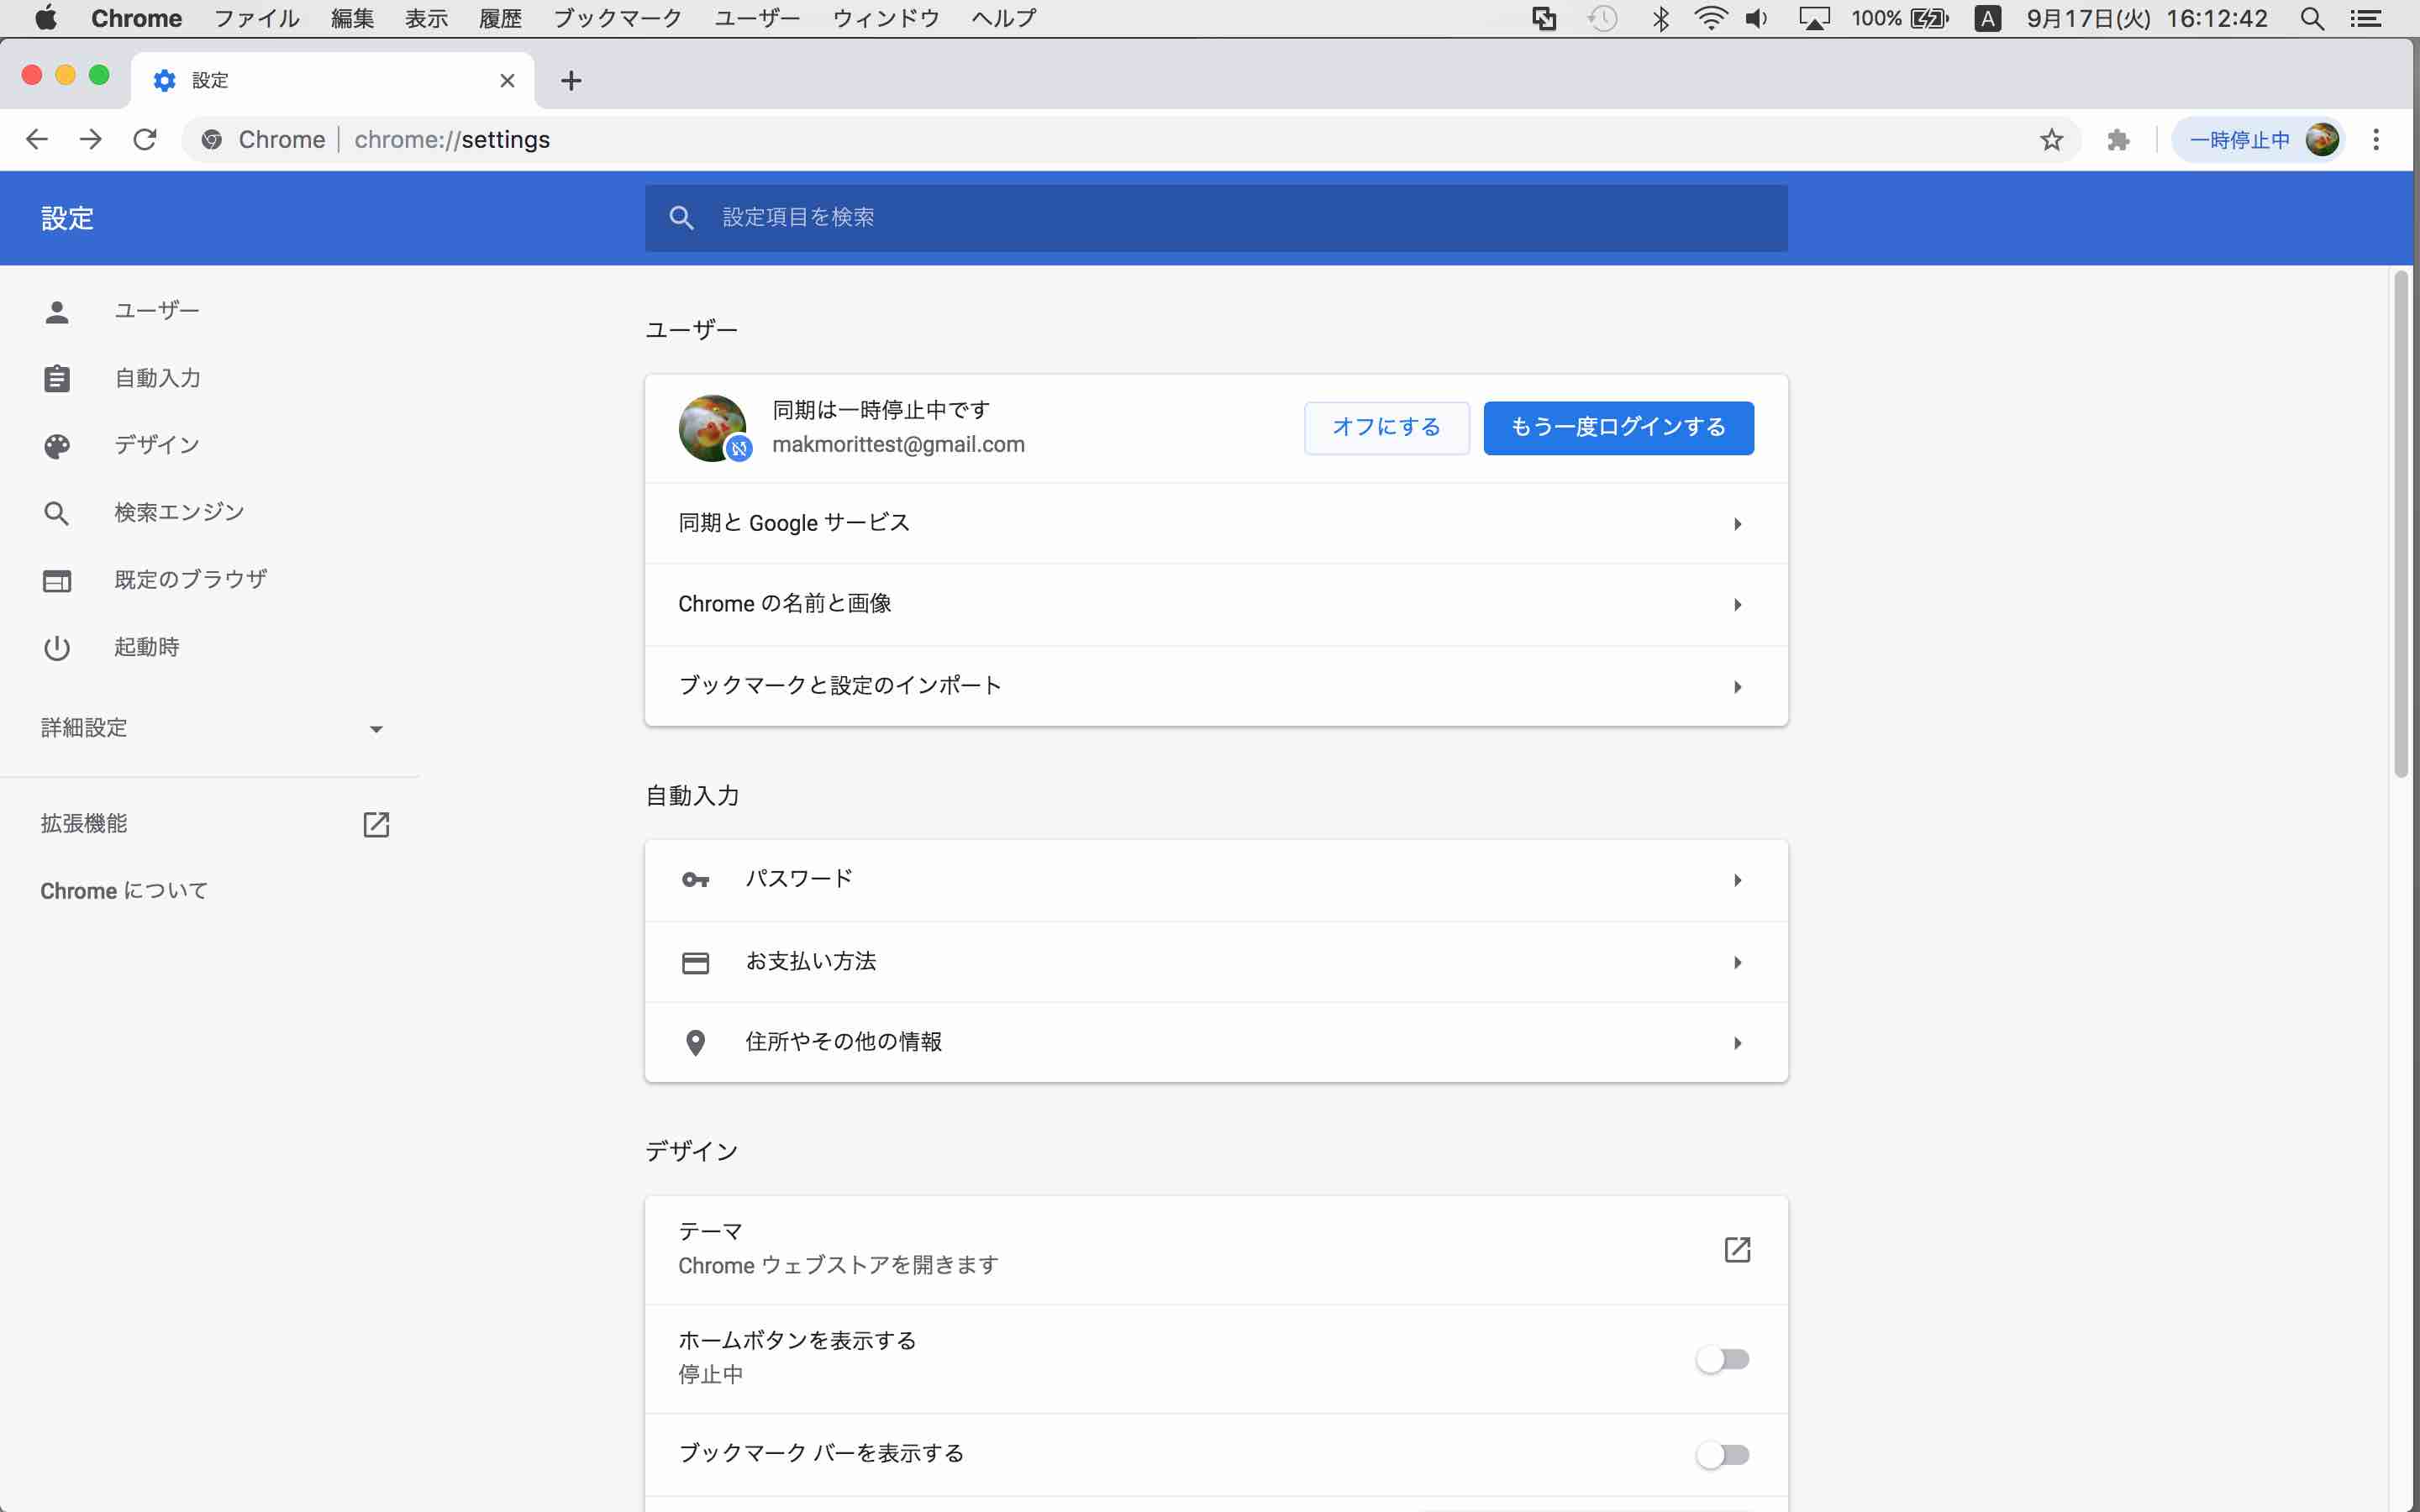 Chrome ファイル 編集 表示 履歴 ブックマーク ユーザー ウィンドウ ヘルプ 100% A 9月17日(火) 16:12:42
設定
Chrome chrome://settings 一時停止中
設定 設定項目を検索
ユーザー
自動入力
デザイン
検索エンジン
既定のブラウザ
起動時
詳細設定
拡張機能
Chrome について
ユーザー
同期は一時停止中です
makmorittest@gmail.com
オフにする もう一度ログインする
同期と Google サービス
Chrome の名前と画像
ブックマークと設定のインポート
自動入力
パスワード
お支払い方法
住所やその他の情報
デザイン
テーマ
Chrome ウェブストアを開きます
ホームボタンを表示する
停止中
ブックマーク バーを表示する